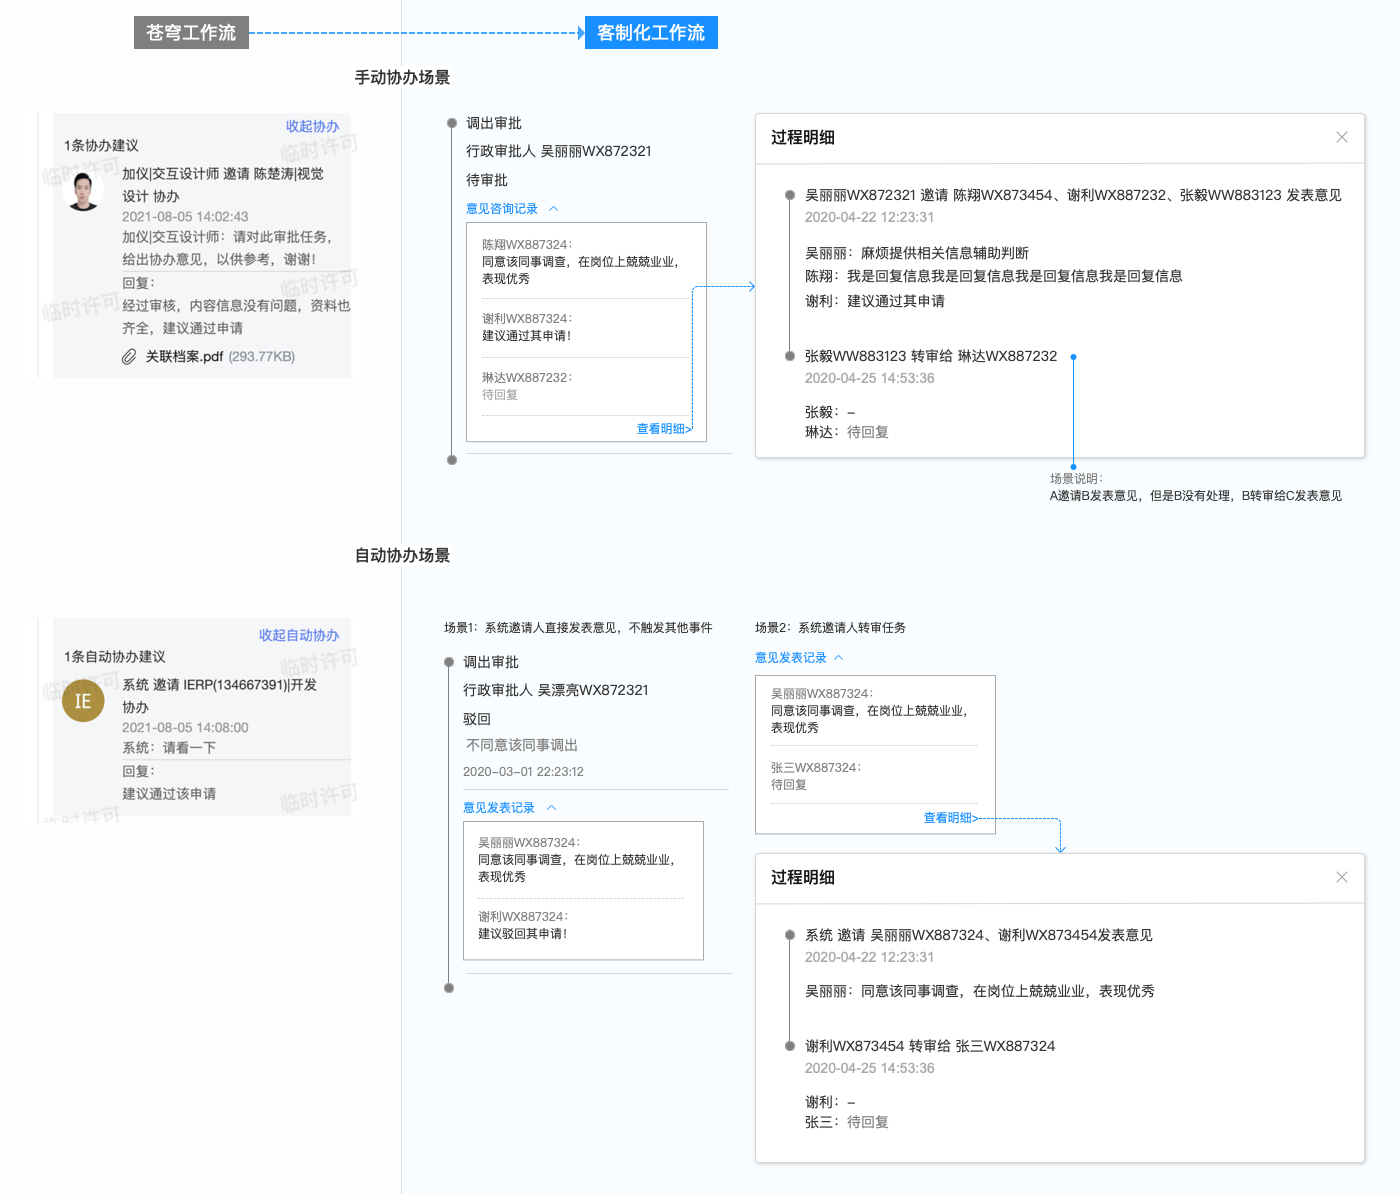 苍穹工作流
客制化工作流
手动协办场景
收起协办
1条协办建议
临时许可
临时许可
加仪|交互设计师 邀请 陈楚涛|视觉
设计 协办
2021-08-05 14:02:43
加仪|交互设计师：请对此审批任务，
给出协办意见，以供参考，谢谢！
回复：
临时许可
临时许可
经过审核，内容信息没有问题，资料也
齐全，建议通过申请
关联档案.pdf (293.77KB)
调出审批
行政审批人 吴丽丽WX872321
待审批
意见咨询记录
陈翔WX887324：
同意该同事调查，在岗位上兢兢业业，
表现优秀
谢利WX887324：
建议通过其申请！
琳达WX887232：
待回复
查看明细>
过程明细
吴丽丽WX872321 邀请 陈翔WX873454、谢利WX887232、张毅WW883123 发表意见
2020-04-22 12:23:31
吴丽丽：麻烦提供相关信息辅助判断
陈翔：我是回复信息我是回复信息我是回复信息我是回复信息
谢利：建议通过其申请
张毅WW883123 转审给 琳达WX887232
2020-04-25 14:53:36
张毅：–
琳达：待回复
场景说明：
A邀请B发表意见，但是B没有处理，B转审给C发表意见
自动协办场景
收起自动协办
1条自动协办建议
临时许可
临时许可
IE
系统 邀请 IERP(134667391)|开发
协办
2021-08-05 14:08:00
系统：请看一下
回复：
建议通过该申请
临时许可
临时许可
场景1：系统邀请人直接发表意见，不触发其他事件
调出审批
行政审批人 吴漂亮WX872321
驳回
不同意该同事调出
2020-03-01 22:23:12
意见发表记录
吴丽丽WX887324：
同意该同事调查，在岗位上兢兢业业，
表现优秀
谢利WX887324：
建议驳回其申请！
场景2：系统邀请人转审任务
意见发表记录
吴丽丽WX887324：
同意该同事调查，在岗位上兢兢业业，
表现优秀
张三WX887324：
待回复
查看明细>
过程明细
系统 邀请 吴丽丽WX887324、谢利WX873454发表意见
2020-04-22 12:23:31
吴丽丽：同意该同事调查，在岗位上兢兢业业，表现优秀
谢利WX873454 转审给 张三WX887324
2020-04-25 14:53:36
谢利：–
张三：待回复